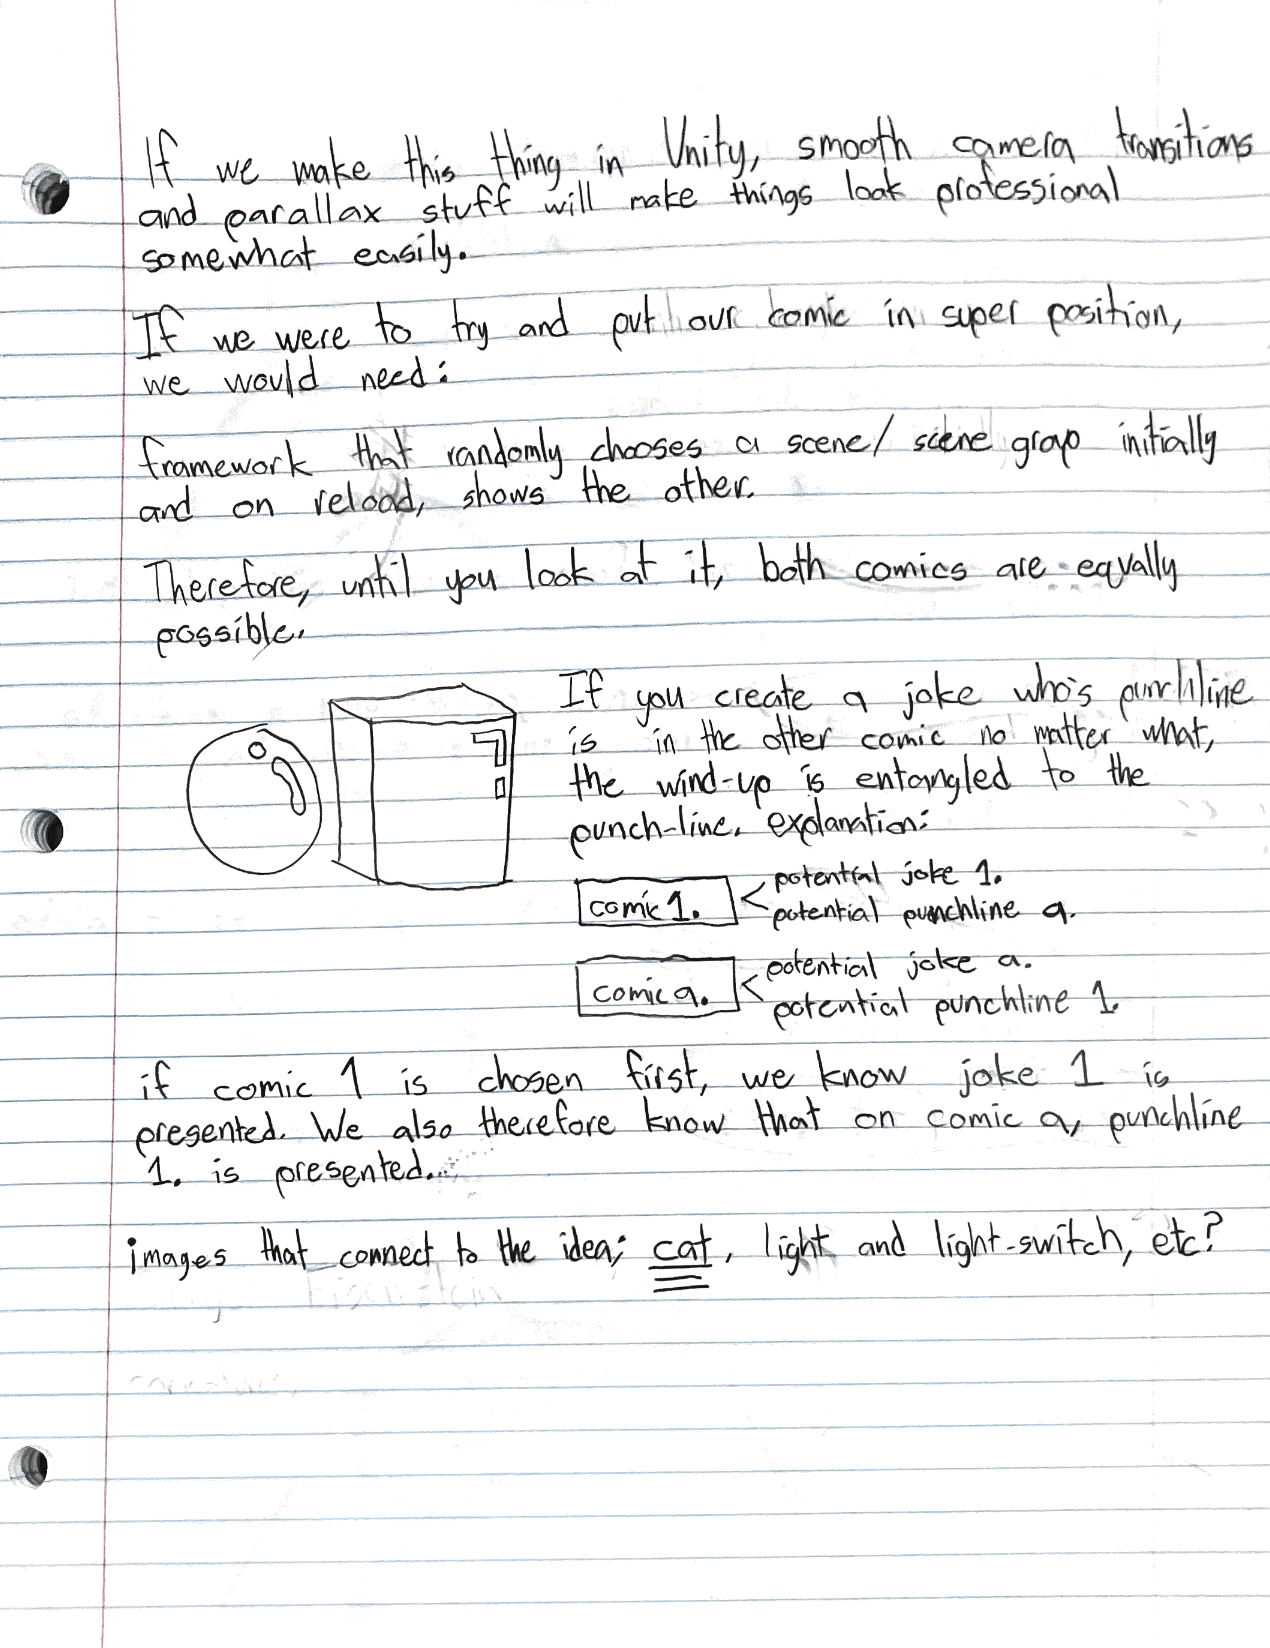 If we make this thing in Unity, smooth camera transitions
and parallax stuff will make things look professional
somewhat easily.
If we were to try and put our comic in super position,
we would need:
framework that randomly chooses a scene/ scene group initially
and on reload, shows the other.
Therefore, until you look at it, both comics are equally
possible.
If you create a joke who's punchline
is in the other comic no matter what,
the wind-up is entangled to the
punch-line. explanation:
comic 1. < potential joke 1.
potential punchline a.
comic a. < potential joke a.
potential punchline 1.
if comic 1 is chosen first, we know joke 1 is
presented. We also therefore know that on comic a, punchline
1. is presented...
images that connect to the idea; cat, light and light-switch, etc?